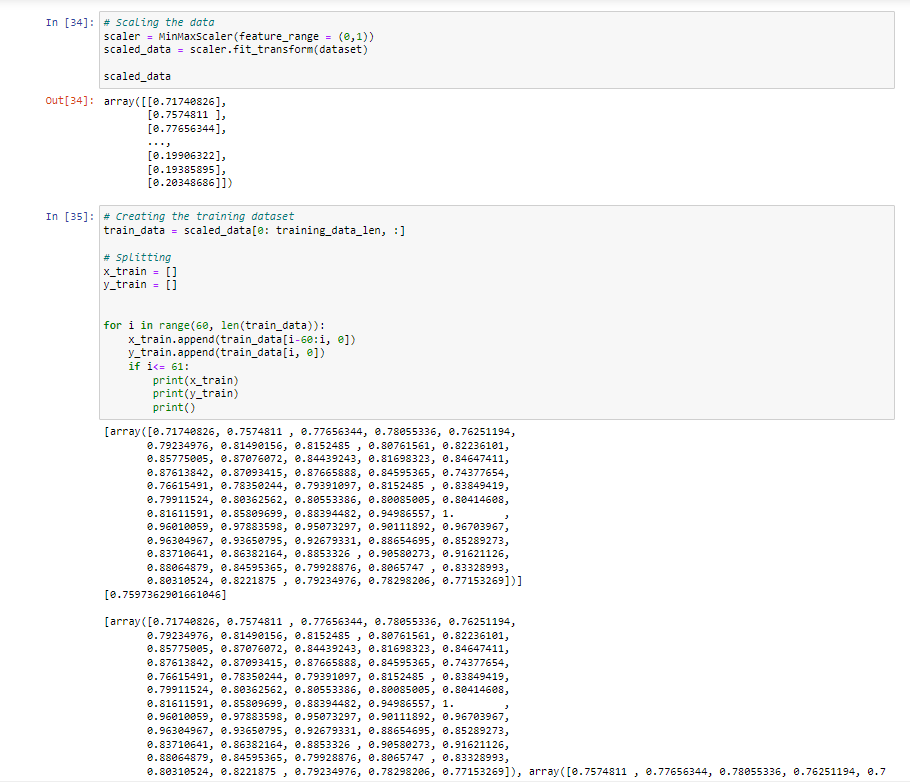 In [34]: # Scaling the data
scaler = MinMaxScaler(feature_range = (0,1))
scaled_data = scaler.fit_transform(dataset)
scaled_data
Out[34]: array([[0.71740826],
[0.7574811 ],
[0.77656344],
...,
[0.19906322],
[0.19385895],
[0.20348686]])
In [35]: # Creating the training dataset
train_data = scaled_data[0: training_data_len, :]
# Splitting
x_train = []
y_train = []
for i in range(60, len(train_data)):
x_train.append(train_data[i-60:i, 0])
y_train.append(train_data[i, 0])
if i<= 61:
print(x_train)
print(y_train)
print()
[array([0.71740826, 0.7574811 , 0.77656344, 0.78055336, 0.76251194,
0.79234976, 0.81490156, 0.8152485 , 0.80761561, 0.82236101,
0.85775005, 0.87076072, 0.84439243, 0.81698323, 0.84647411,
0.87613842, 0.87093415, 0.87665888, 0.84595365, 0.74377654,
0.76615491, 0.78350244, 0.79391097, 0.8152485 , 0.83849419,
0.79911524, 0.80362562, 0.80553386, 0.80085005, 0.80414608,
0.81611591, 0.85809699, 0.88394482, 0.94986557, 1. ,
0.96010059, 0.97883598, 0.95073297, 0.90111892, 0.96703967,
0.96304967, 0.93650795, 0.92679331, 0.88654695, 0.85289273,
0.83710641, 0.86382164, 0.8853326 , 0.90580273, 0.91621126,
0.88064879, 0.84595365, 0.79928876, 0.8065747 , 0.83328993,
0.80310524, 0.8221875 , 0.79234976, 0.78298206, 0.77153269])]
[0.7597362901661046]
[array([0.71740826, 0.7574811 , 0.77656344, 0.78055336, 0.76251194,
0.79234976, 0.81490156, 0.8152485 , 0.80761561, 0.82236101,
0.85775005, 0.87076072, 0.84439243, 0.81698323, 0.84647411,
0.87613842, 0.87093415, 0.87665888, 0.84595365, 0.74377654,
0.76615491, 0.78350244, 0.79391097, 0.8152485 , 0.83849419,
0.79911524, 0.80362562, 0.80553386, 0.80085005, 0.80414608,
0.81611591, 0.85809699, 0.88394482, 0.94986557, 1. ,
0.96010059, 0.97883598, 0.95073297, 0.90111892, 0.96703967,
0.96304967, 0.93650795, 0.92679331, 0.88654695, 0.85289273,
0.83710641, 0.86382164, 0.8853326 , 0.90580273, 0.91621126,
0.88064879, 0.84595365, 0.79928876, 0.8065747 , 0.83328993,
0.80310524, 0.8221875 , 0.79234976, 0.78298206, 0.77153269]), array([0.7574811 , 0.77656344, 0.78055336, 0.76251194, 0.7